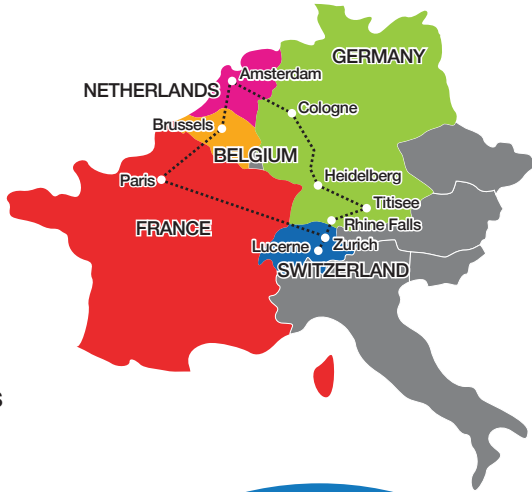 GERMANY
Amsterdam
NETHERLANDS
Cologne
Brussels
BELGIUM
Heidelberg
Paris
Titisee
Rhine Falls
FRANCE
Lucerne
Zurich
SWITZERLAND
s